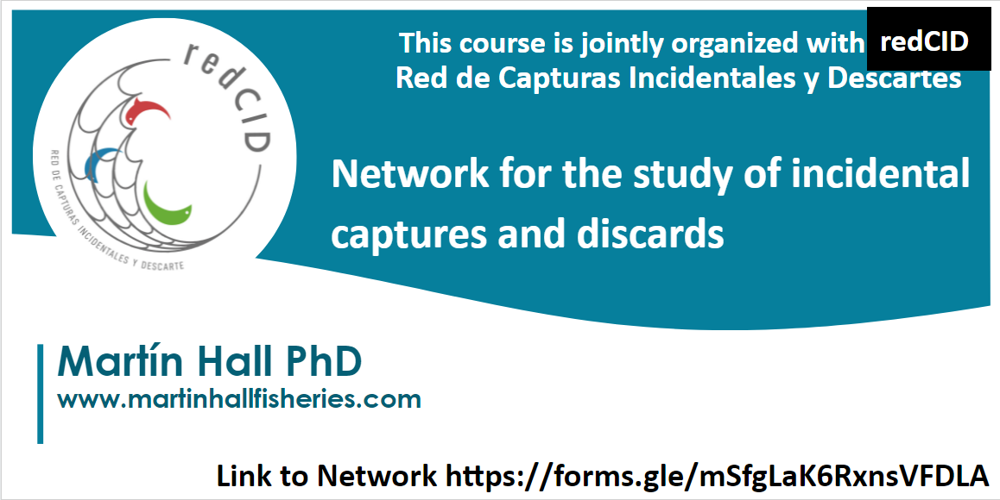 redCID
RED DE CAPTURAS INCIDENTALES Y DESCARTE
This course is jointly organized with redCID
Red de Capturas Incidentales y Descartes
Network for the study of incidental
captures and discards
Martín Hall PhD
www.martinhallfisheries.com
Link to Network https://forms.gle/mSfgLaK6RxnsVFDLA